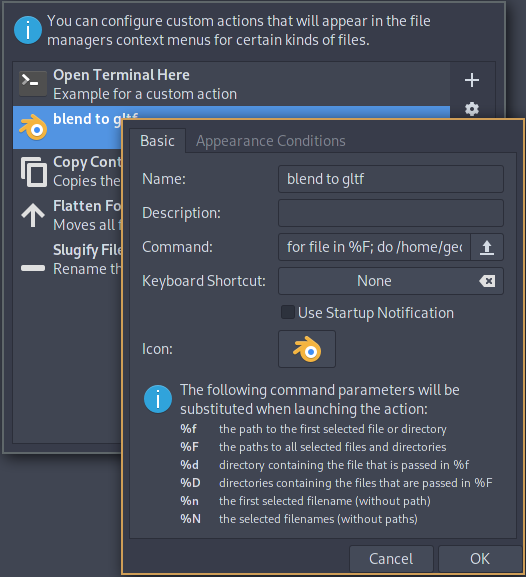 You can configure custom actions that will appear in the file
managers context menus for certain kinds of files.
Open Terminal Here
Example for a custom action
blend to gltf
Copy Cont
Copies the
Flatten Fo
Moves all f
Slugify File
Rename th
Basic
Appearance Conditions
Name:
blend to gltf
Description:
Command:
for file in %F; do /home/geo
Keyboard Shortcut:
None
Use Startup Notification
Icon:
The following command parameters will be
substituted when launching the action:
%f the path to the first selected file or directory
%F the paths to all selected files and directories
%d directory containing the file that is passed in %f
%D directories containing the files that are passed in %F
%n the first selected filename (without path)
%N the selected filenames (without paths)
Cancel
OK